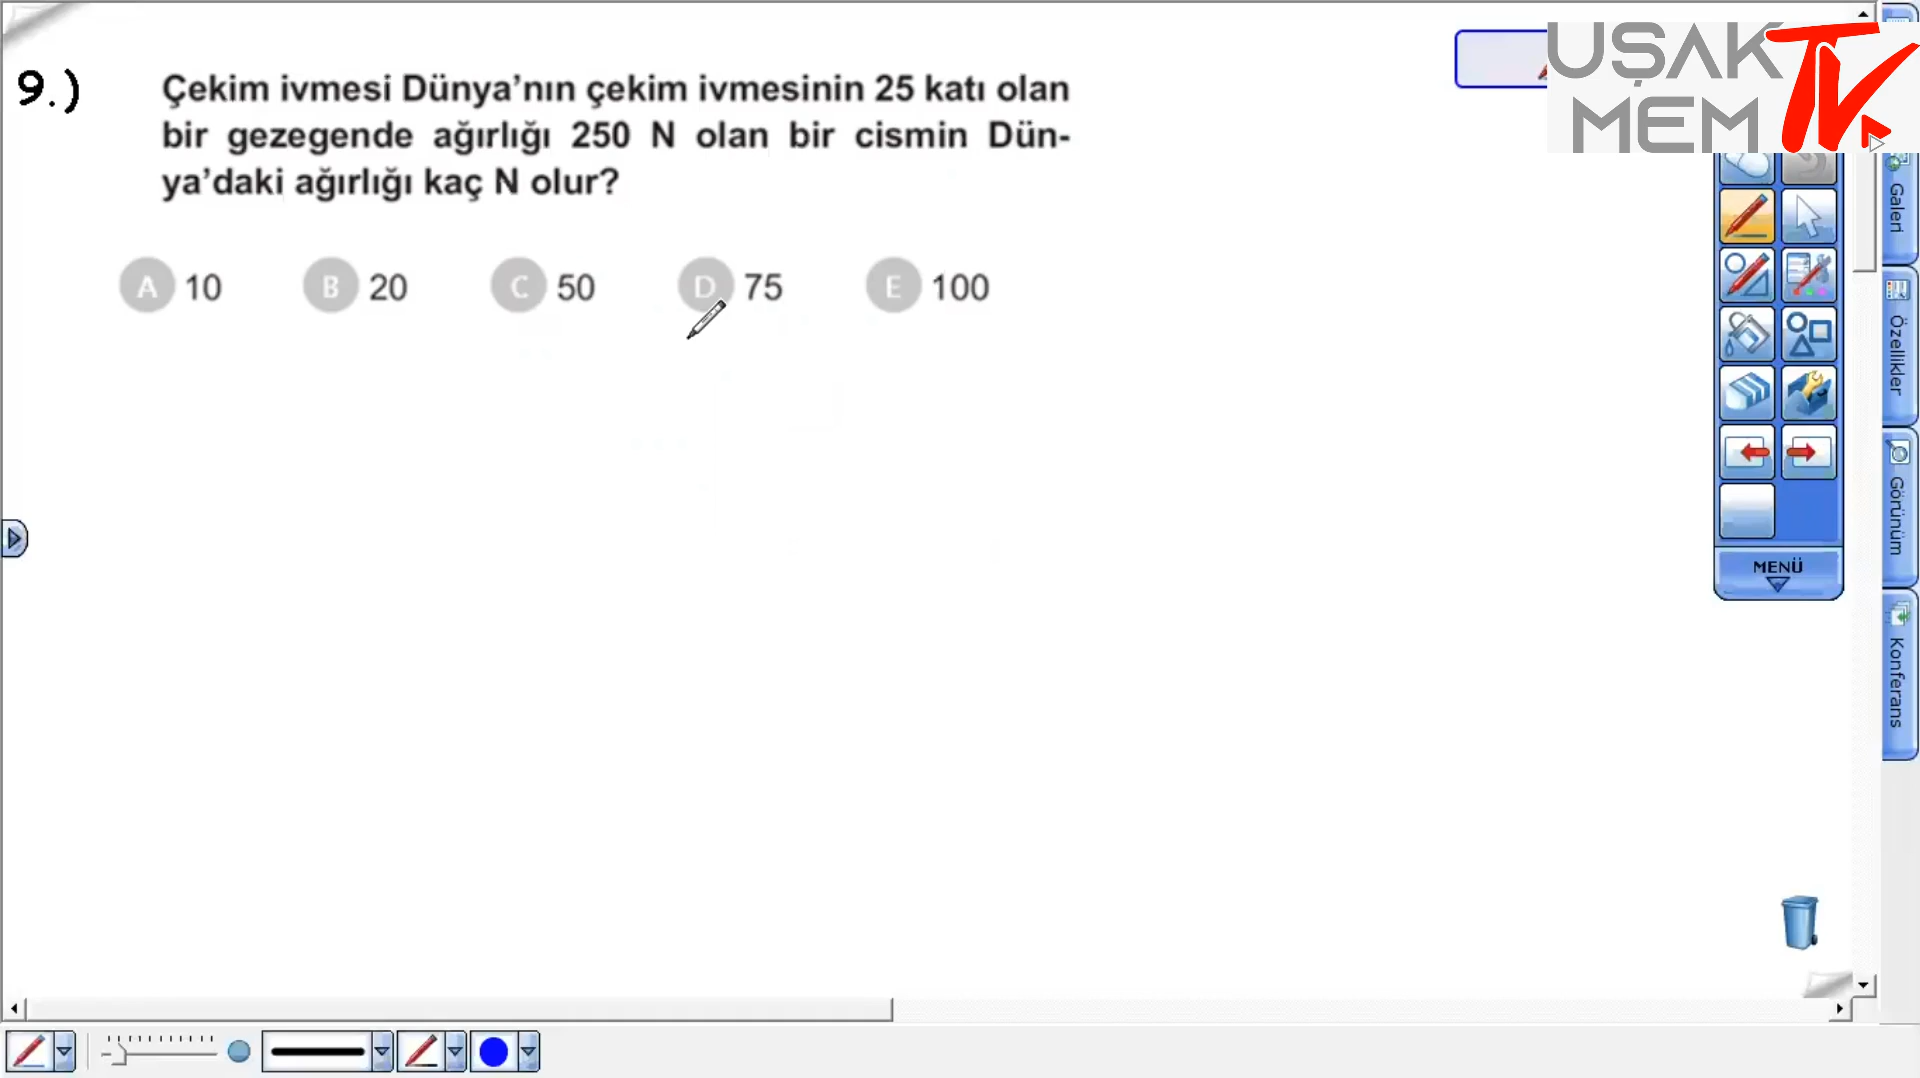 9.)
Çekim ivmesi Dünya’nın çekim ivmesinin 25 katı olan
bir gezegende ağırlığı 250 N olan bir cismin Dün-
ya’daki ağırlığı kaç N olur?
A 10 B 20 C 50 D 75 E 100
UŞAK
MEM
TV
Galeri
Özellikler
Görünüm
Konferans
MENÜ